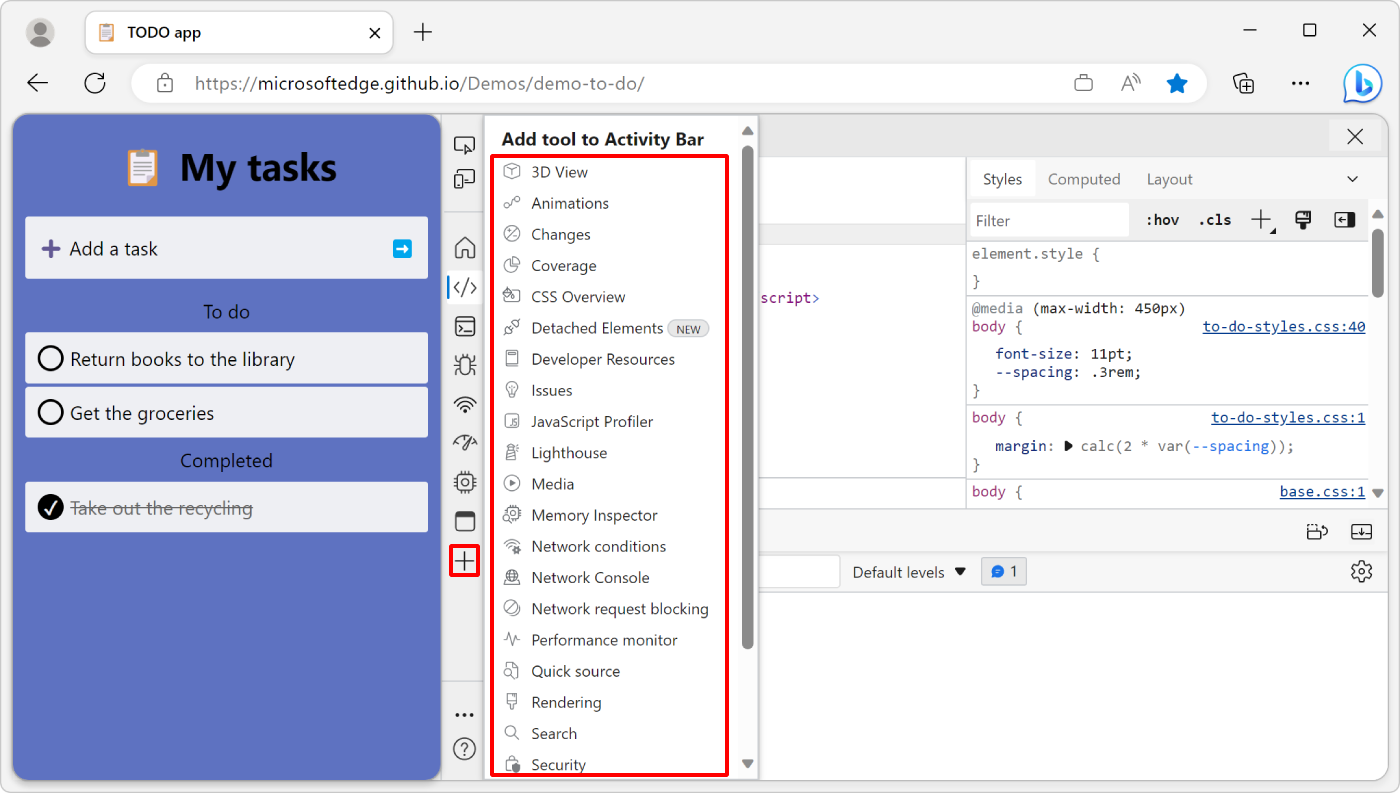 TODO app
https://microsoftedge.github.io/Demos/demo-to-do/
My tasks
Add a task
To do
Return books to the library
Get the groceries
Completed
Take out the recycling
Add tool to Activity Bar
3D View
Animations
Changes
Coverage
CSS Overview
Detached Elements NEW
Developer Resources
Issues
JavaScript Profiler
Lighthouse
Media
Memory Inspector
Network conditions
Network Console
Network request blocking
Performance monitor
Quick source
Rendering
Search
Security
script>
Styles Computed Layout
Filter :hov .cls
element.style {
}
@media (max-width: 450px)
body { to-do-styles.css:40
font-size: 11pt;
--spacing: .3rem;
}
body { to-do-styles.css:1
margin: calc(2 * var(--spacing));
}
body { base.css:1
Default levels 1